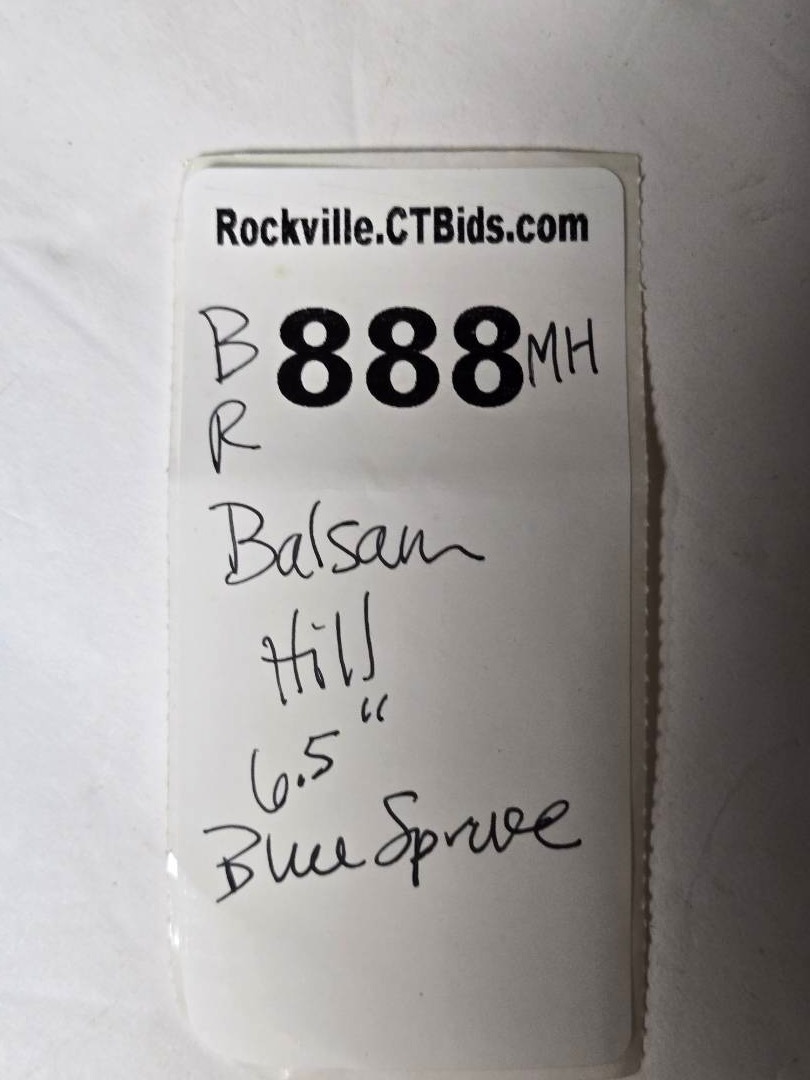 Rockville.CTBids.com
B 888 MH
R
Balsam
Hill
6.5"
Blue Spruce